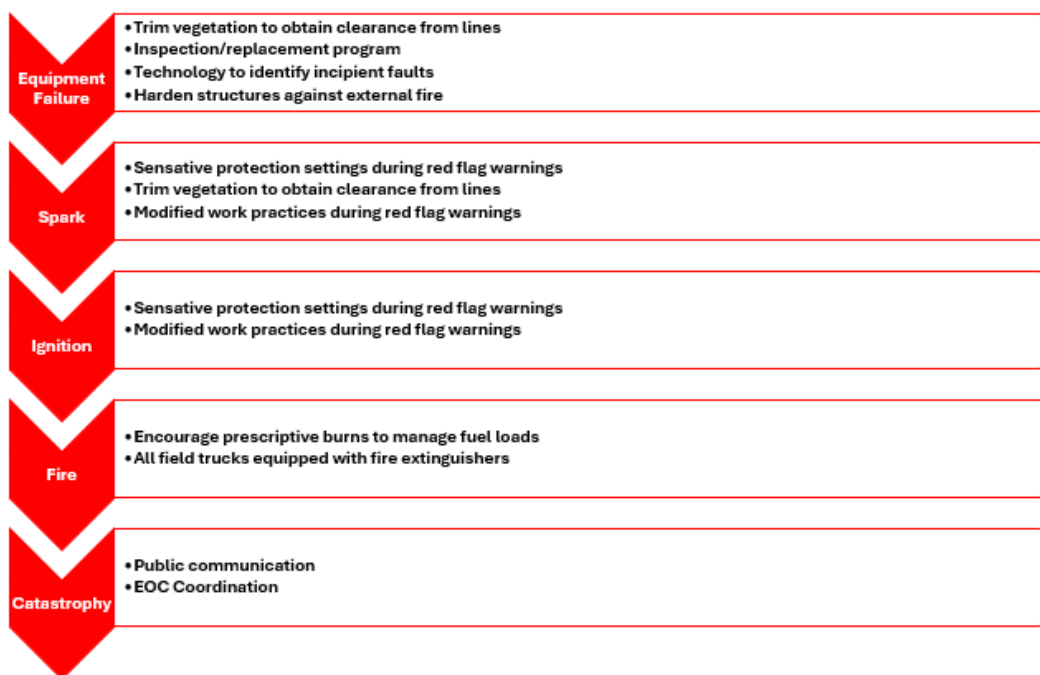 Equipment
Failure
•Trim vegetation to obtain clearance from lines
•Inspection/replacement program
•Technology to identify incipient faults
•Harden structures against external fire
Spark
•Sensative protection settings during red flag warnings
•Trim vegetation to obtain clearance from lines
•Modified work practices during red flag warnings
Ignition
•Sensative protection settings during red flag warnings
•Modified work practices during red flag warnings
Fire
•Encourage prescriptive burns to manage fuel loads
•All field trucks equipped with fire extinguishers
Catastrophy
•Public communication
•EOC Coordination